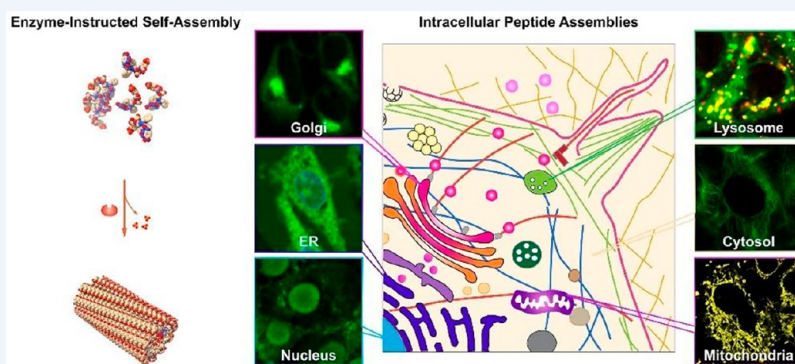 Enzyme-Instructed Self-Assembly
Intracellular Peptide Assemblies
Golgi
ER
Nucleus
Lysosome
Cytosol
Mitochondria